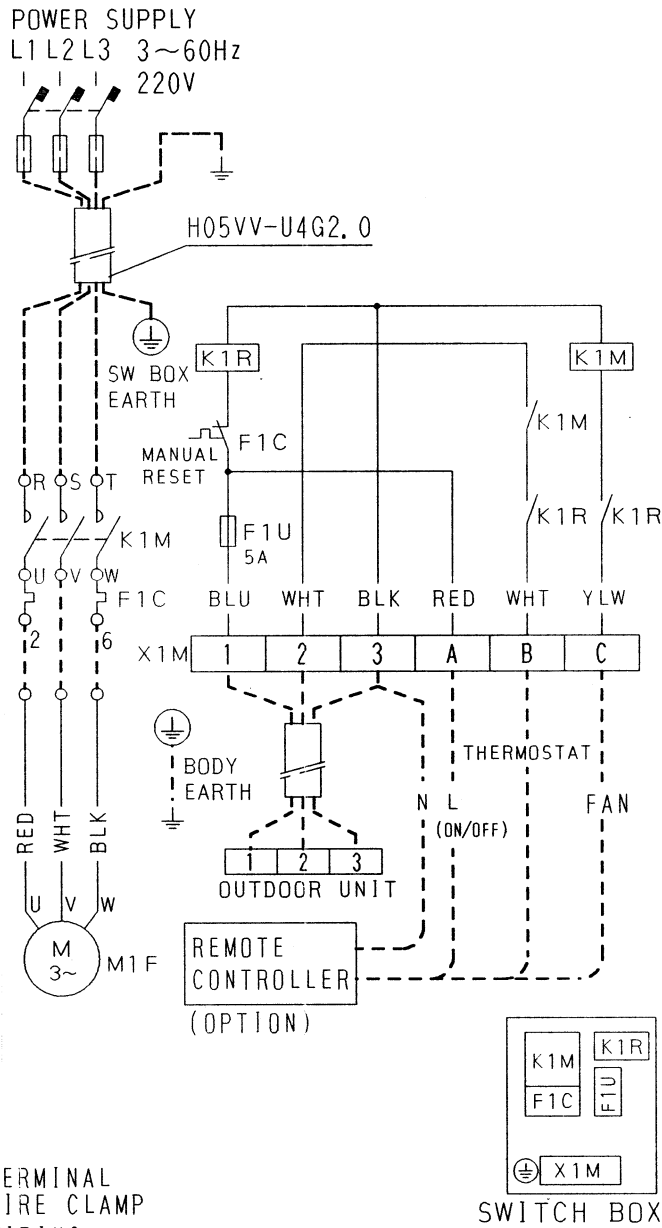 POWER SUPPLY
L1 L2 L3 3~60Hz
220V
H05VV-U4G2.0
SW BOX
EARTH
K1R
K1M
K1M
MANUAL
RESET
F1C
R S T
K1M
F1U
5A
K1R
K1R
U V W
F1C
2 6
BLU WHT BLK RED WHT YLW
X1M 1 2 3 A B C
BODY
EARTH
THERMOSTAT
N L
(ON/OFF)
FAN
RED WHT BLK
1 2 3
OUTDOOR UNIT
U V W
M
3~
M1F
REMOTE
CONTROLLER
(OPTION)
K1M
K1R
F1C
F1U
X1M
SWITCH BOX
ERMINAL
IRE CLAMP